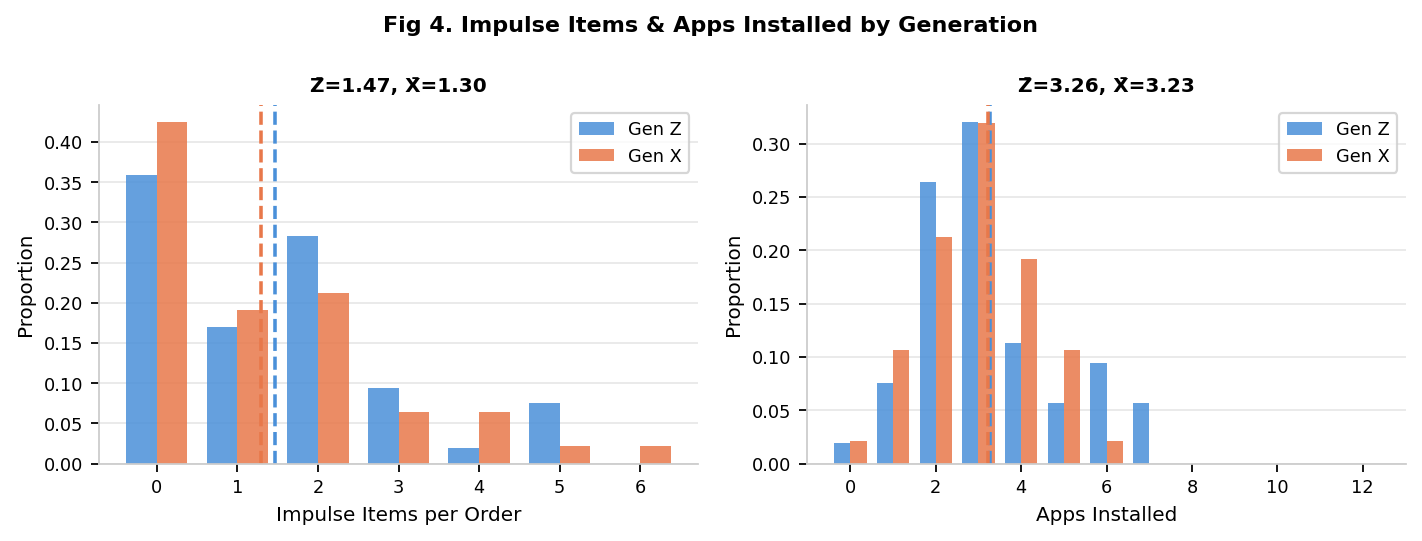 Fig 4. Impulse Items & Apps Installed by Generation
Z̄=1.47, X̄=1.30
Gen Z
Gen X
Proportion
0.40
0.35
0.30
0.25
0.20
0.15
0.10
0.05
0.00
0 1 2 3 4 5 6
Impulse Items per Order
Z̄=3.26, X̄=3.23
Gen Z
Gen X
Proportion
0.30
0.25
0.20
0.15
0.10
0.05
0.00
0 2 4 6 8 10 12
Apps Installed